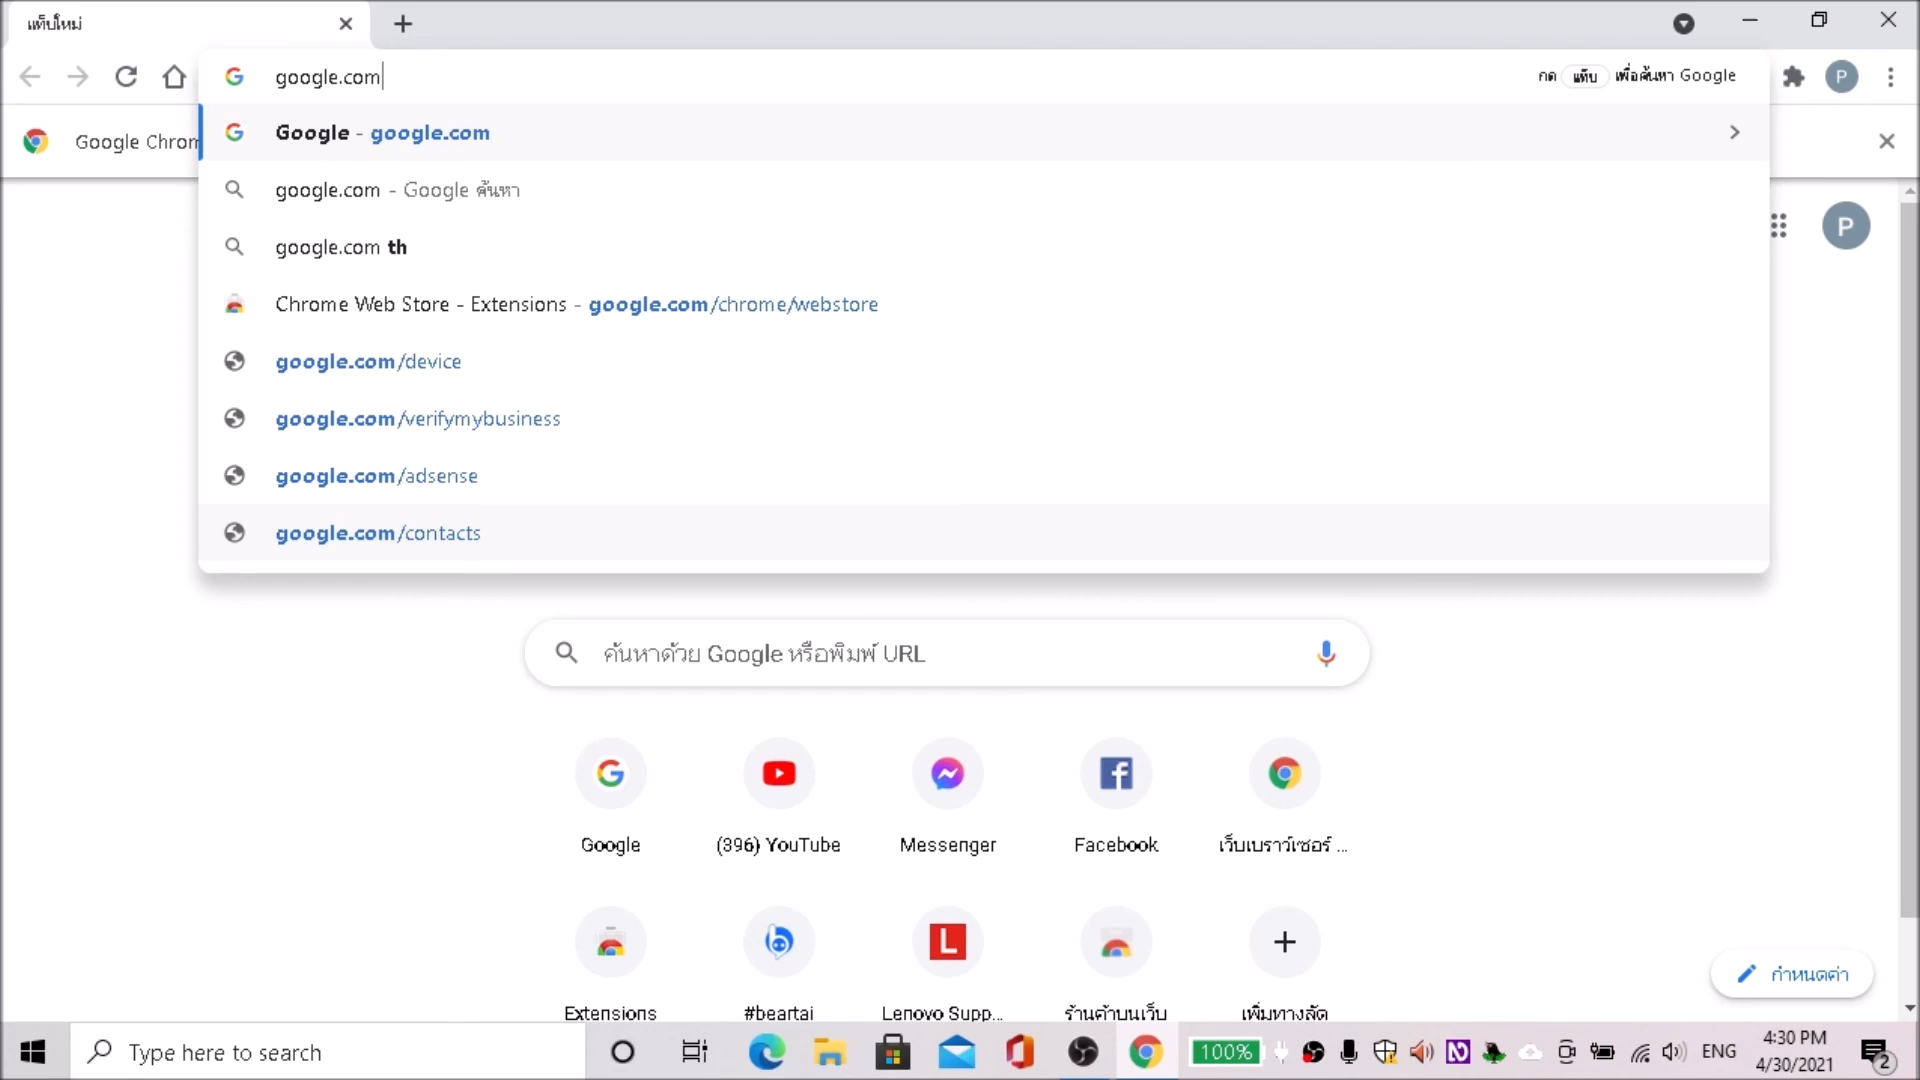 แท็บใหม่
google.com
กด แท็บ เพื่อค้นหา Google
P
Google Chrom
Google - google.com
google.com - Google ค้นหา
google.com th
Chrome Web Store - Extensions - google.com/chrome/webstore
google.com/device
google.com/verifymybusiness
google.com/adsense
google.com/contacts
P
ค้นหาด้วย Google หรือพิมพ์ URL
Google
(396) YouTube
Messenger
Facebook
เว็บเบราว์เซอร์ ...
L
Extensions
#beartai
Lenovo Supp...
ร้านค้าบนเว็บ
เพิ่มทางลัด
กำหนดค่า
Type here to search
100%
ENG
4:30 PM
4/30/2021
2